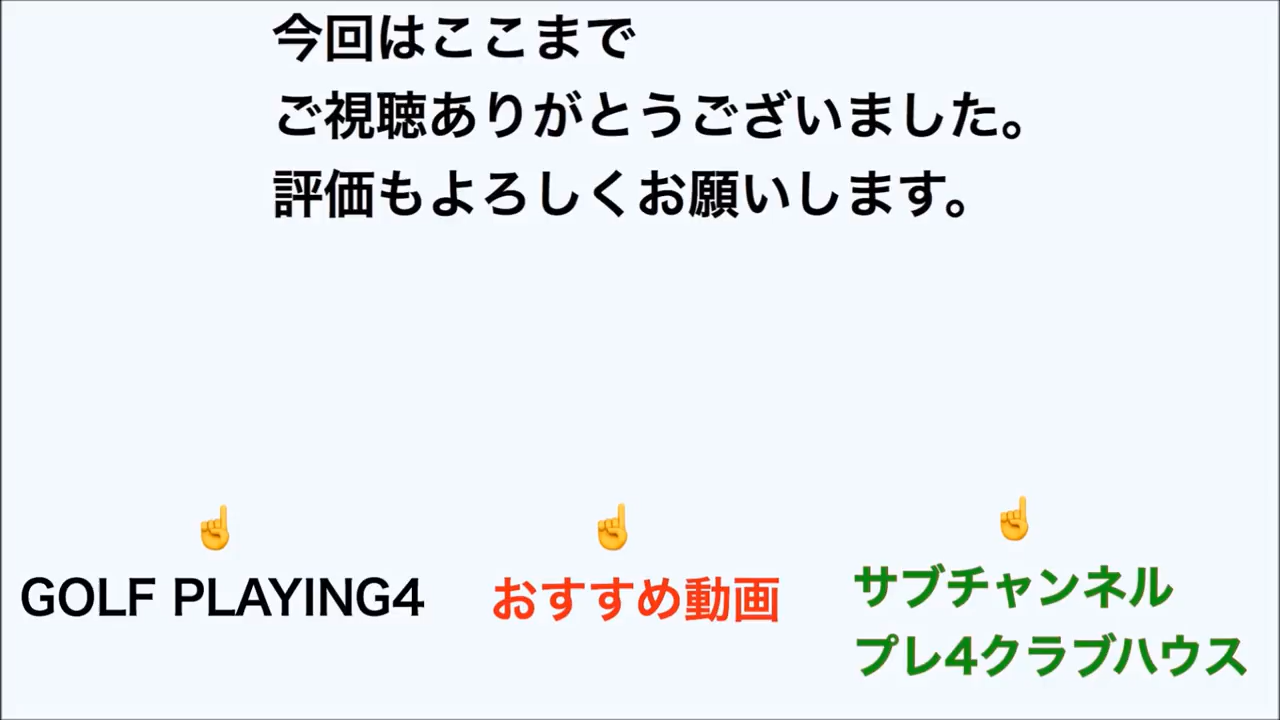 今回はここまで
ご視聴ありがとうございました。
評価もよろしくお願いします。
☝ ☝ ☝
GOLF PLAYING4
おすすめ動画
サブチャンネル
プレ4クラブハウス